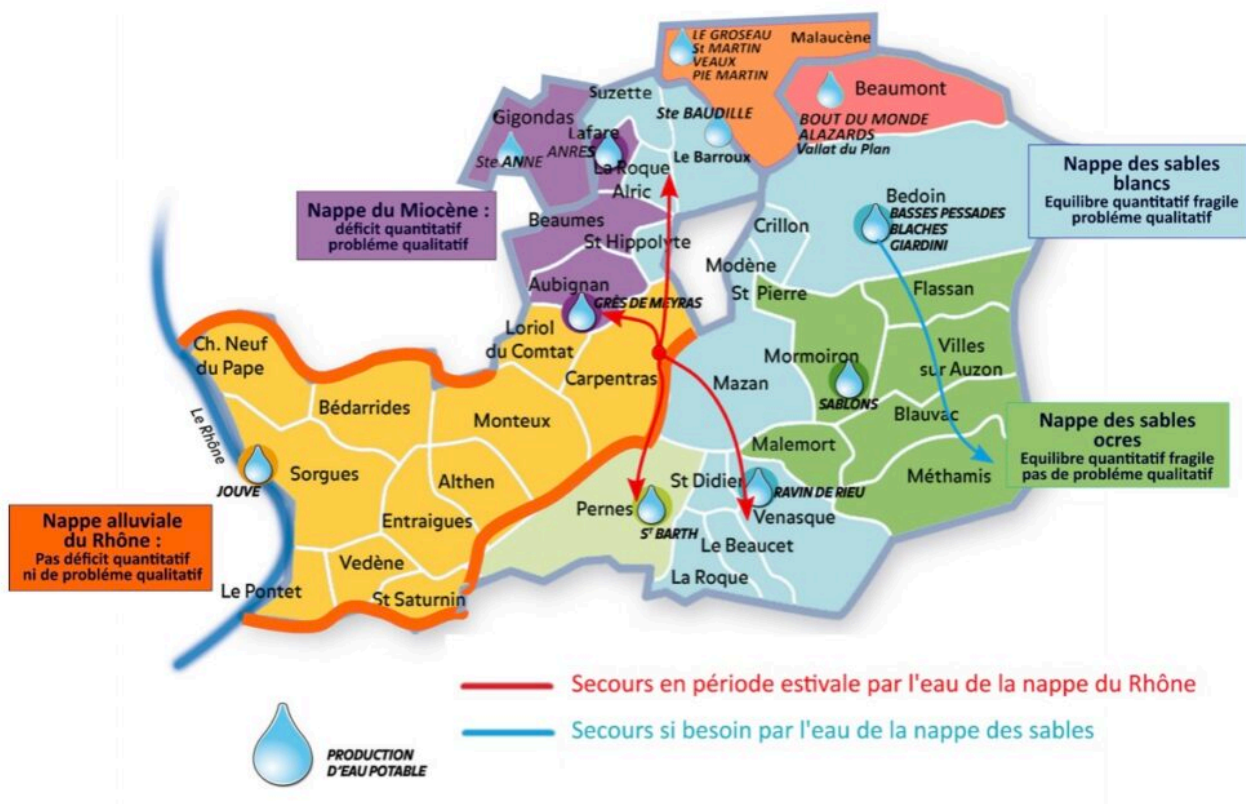 LE GROSEAU
St MARTIN
VEAUX
PIE MARTIN
Malaucène
Beaumont
BOUT DU MONDE
ALAZARDS
Vallat du Plan
Suzette
Ste BAUDILLE
Le Barroux
Gigondas
Ste ANNE
Lafare
ANRES
La Roque
Alric
Nappe du Miocène :
déficit quantitatif
probléme qualitatif
Beaumes
St Hippolyte
Aubignan
GRÈS DE MEYRAS
Nappe des sables
blancs
Equilibre quantitatif fragile
probléme qualitatif
Bedoin
BASSES PESSADES
BLACHES
GIARDINI
Crillon
Modène
St Pierre
Flassan
Loriol
du Comtat
Carpentras
Ch. Neuf
du Pape
Bédarrides
Monteux
Mazan
Mormoiron
SABLONS
Villes
sur Auzon
Blauvac
Malemort
Méthamis
Nappe des sables
ocres
Equilibre quantitatif fragile
pas de probléme qualitatif
Le Rhône
JOUVE
Sorgues
Althen
Entraigues
Pernes
ST BARTH
St Didier
RAVIN DE RIEU
Venasque
Le Beaucet
La Roque
Nappe alluviale
du Rhône :
Pas déficit quantitatif
ni de probléme qualitatif
Vedène
Le Pontet
St Saturnin
Secours en période estivale par l'eau de la nappe du Rhône
Secours si besoin par l'eau de la nappe des sables
PRODUCTION
D'EAU POTABLE